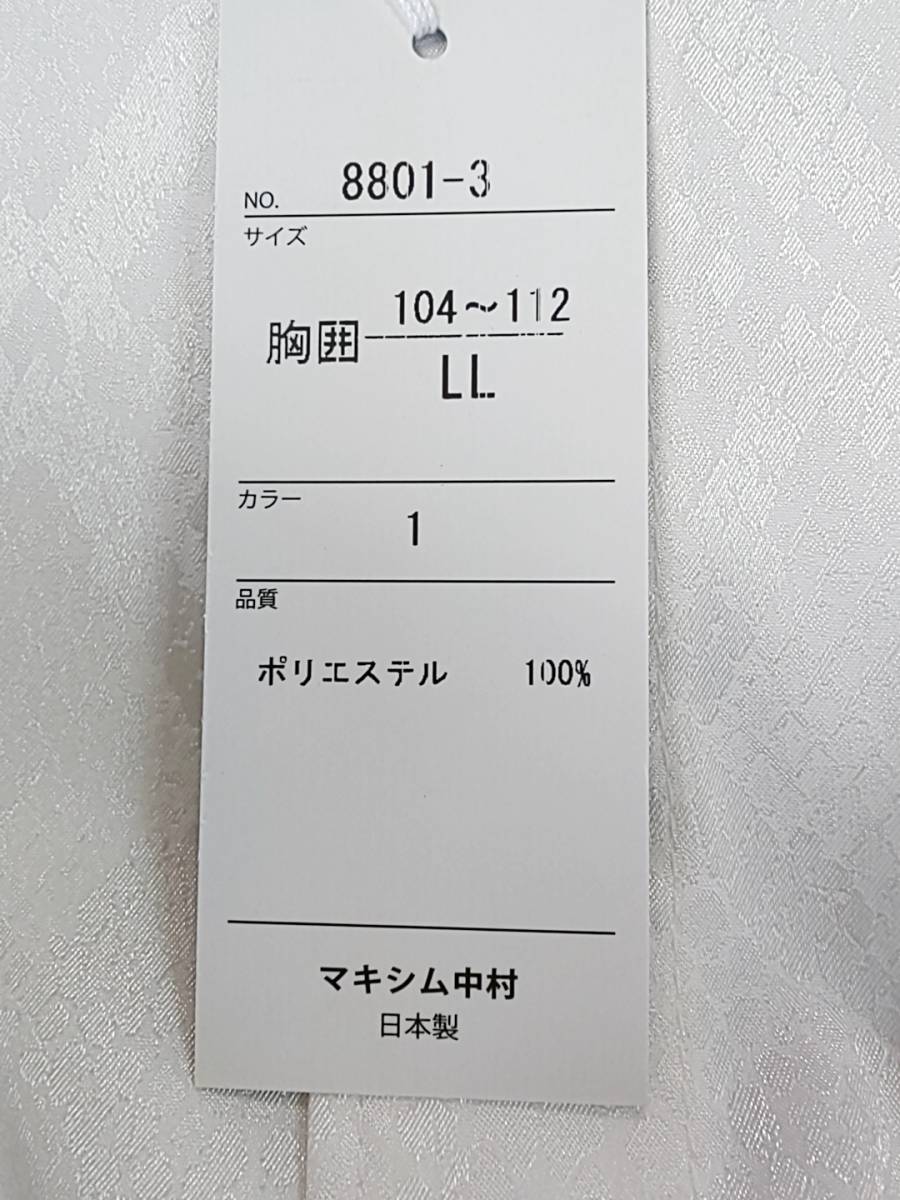 NO. 8801-3
サイズ
104～112
胸囲
LL
カラー
1
品質
ポリエステル 100%
マキシム中村
日本製